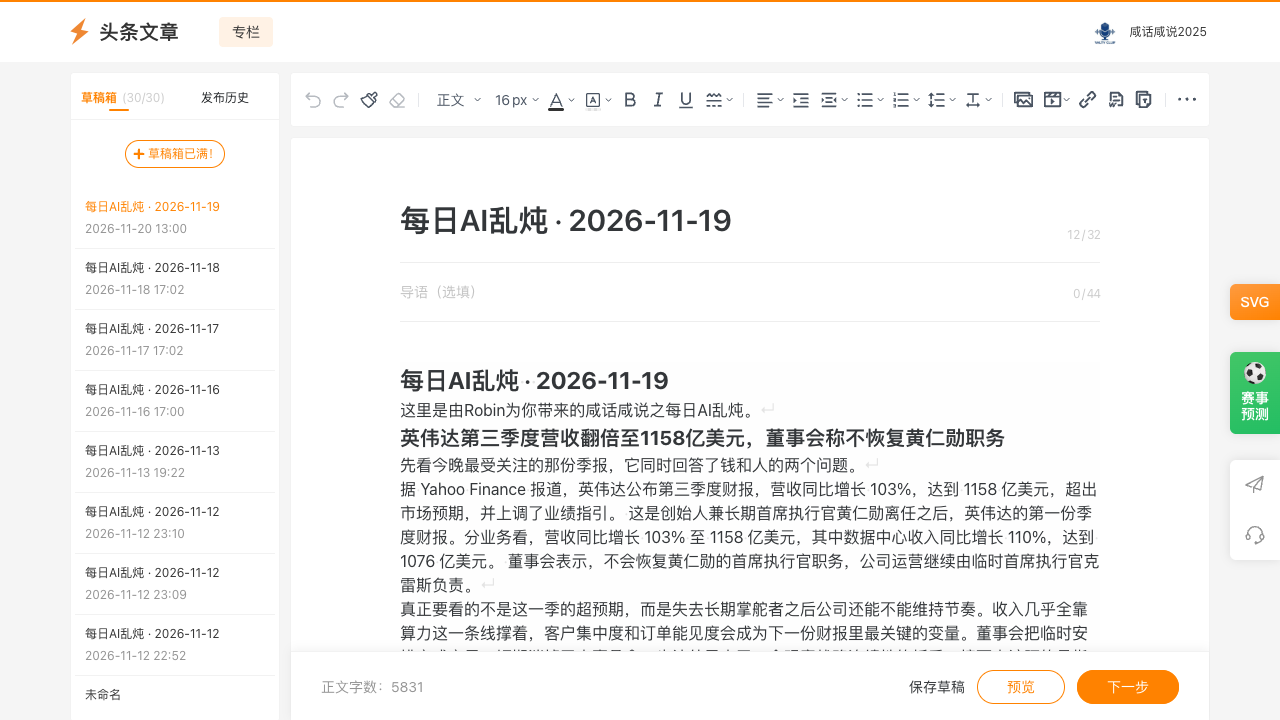 头条文章
专栏
咸话咸说2025
草稿箱 (30/30)
发布历史
草稿箱已满!
每日AI乱炖 · 2026-11-19
2026-11-20 13:00
每日AI乱炖 · 2026-11-18
2026-11-18 17:02
每日AI乱炖 · 2026-11-17
2026-11-17 17:02
每日AI乱炖 · 2026-11-16
2026-11-16 17:00
每日AI乱炖 · 2026-11-13
2026-11-13 19:22
每日AI乱炖 · 2026-11-12
2026-11-12 23:10
每日AI乱炖 · 2026-11-12
2026-11-12 23:09
每日AI乱炖 · 2026-11-12
2026-11-12 22:52
未命名
正文
16px
每日AI乱炖 · 2026-11-19
12/32
导语（选填）
0/44
每日AI乱炖 · 2026-11-19
这里是由Robin为你带来的咸话咸说之每日AI乱炖。
英伟达第三季度营收翻倍至1158亿美元，董事会称不恢复黄仁勋职务
先看今晚最受关注的那份季报，它同时回答了钱和人的两个问题。
据 Yahoo Finance 报道，英伟达公布第三季度财报，营收同比增长 103%，达到 1158 亿美元，超出
市场预期，并上调了业绩指引。 这是创始人兼长期首席执行官黄仁勋离任之后，英伟达的第一份季
度财报。分业务看，营收同比增长 103% 至 1158 亿美元，其中数据中心收入同比增长 110%，达到
1076 亿美元。 董事会表示，不会恢复黄仁勋的首席执行官职务，公司运营继续由临时首席执行官克
雷斯负责。
真正要看的不是这一季的超预期，而是失去长期掌舵者之后公司还能不能维持节奏。收入几乎全靠
算力这一条线撑着，客户集中度和订单能见度会成为下一份财报里最关键的变量。董事会把临时安
正文字数：5831
保存草稿
预览
下一步
SVG
赛事
预测